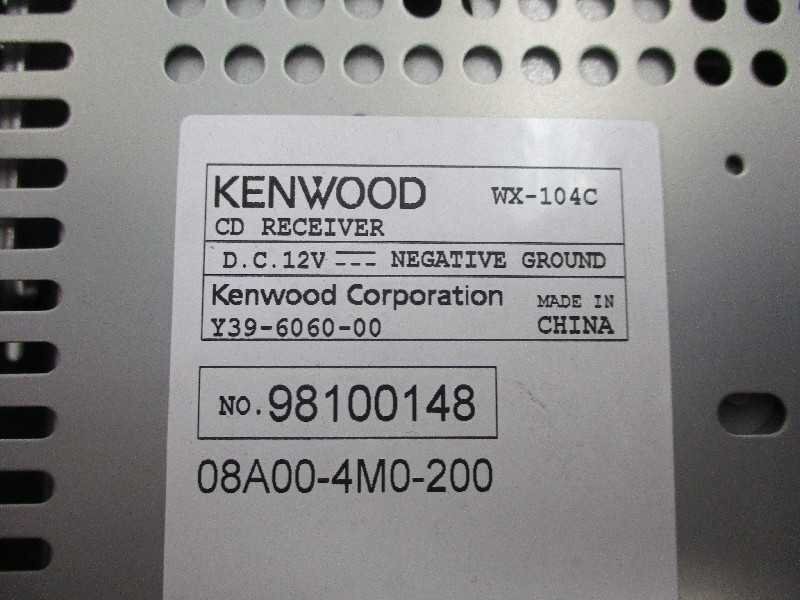 KENWOOD WX-104C
CD RECEIVER
D.C.12V NEGATIVE GROUND
Kenwood Corporation MADE IN
Y39-6060-00 CHINA
NO.98100148
08A00-4M0-200